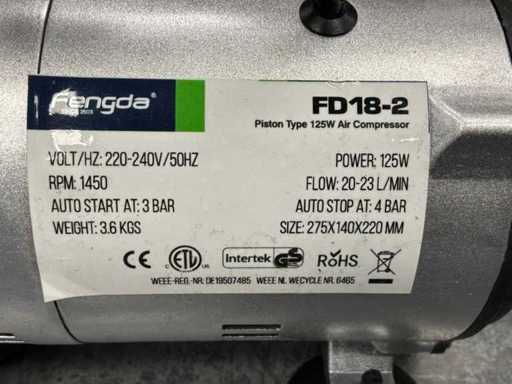 Fengda®
FD18-2
Piston Type 125W Air Compressor
VOLT/HZ: 220-240V/50HZ
POWER: 125W
RPM: 1450
FLOW: 20-23 L/MIN
AUTO START AT: 3 BAR
AUTO STOP AT: 4 BAR
WEIGHT: 3.6 KGS
SIZE: 275X140X220 MM
CE
ETL
Intertek
GS
RoHS
WEEE-REG.-NR: DE19507485 WEEE NL WECYCLE NR. 6465